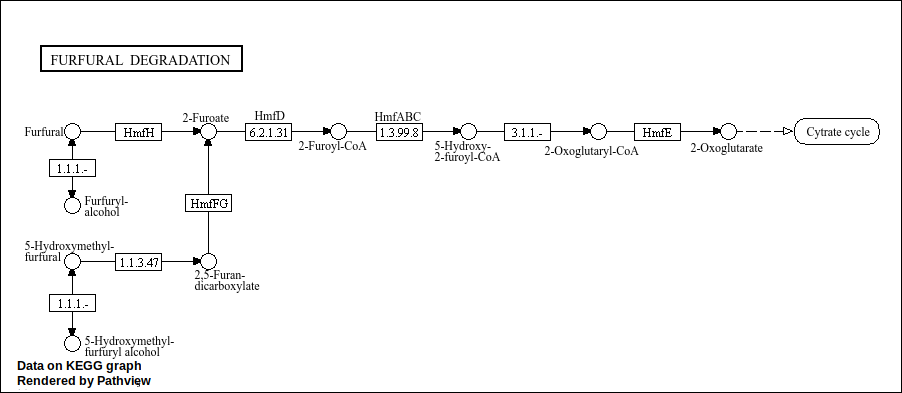 FURFURAL DEGRADATION
2-Furoate
HmfD
HmfABC
Furfural
HmfH
6.2.1.31
1.3.99.8
3.1.1.-
HmfE
Cytrate cycle
2-Furoyl-CoA
5-Hydroxy-
2-furoyl-CoA
2-Oxoglutaryl-CoA
2-Oxoglutarate
1.1.1.-
Furfuryl-
alcohol
HmfFG
5-Hydroxymethyl-
furfural
1.1.3.47
2,5-Furan-
dicarboxylate
1.1.1.-
5-Hydroxymethyl-
furfuryl alcohol
Data on KEGG graph
Rendered by Pathview